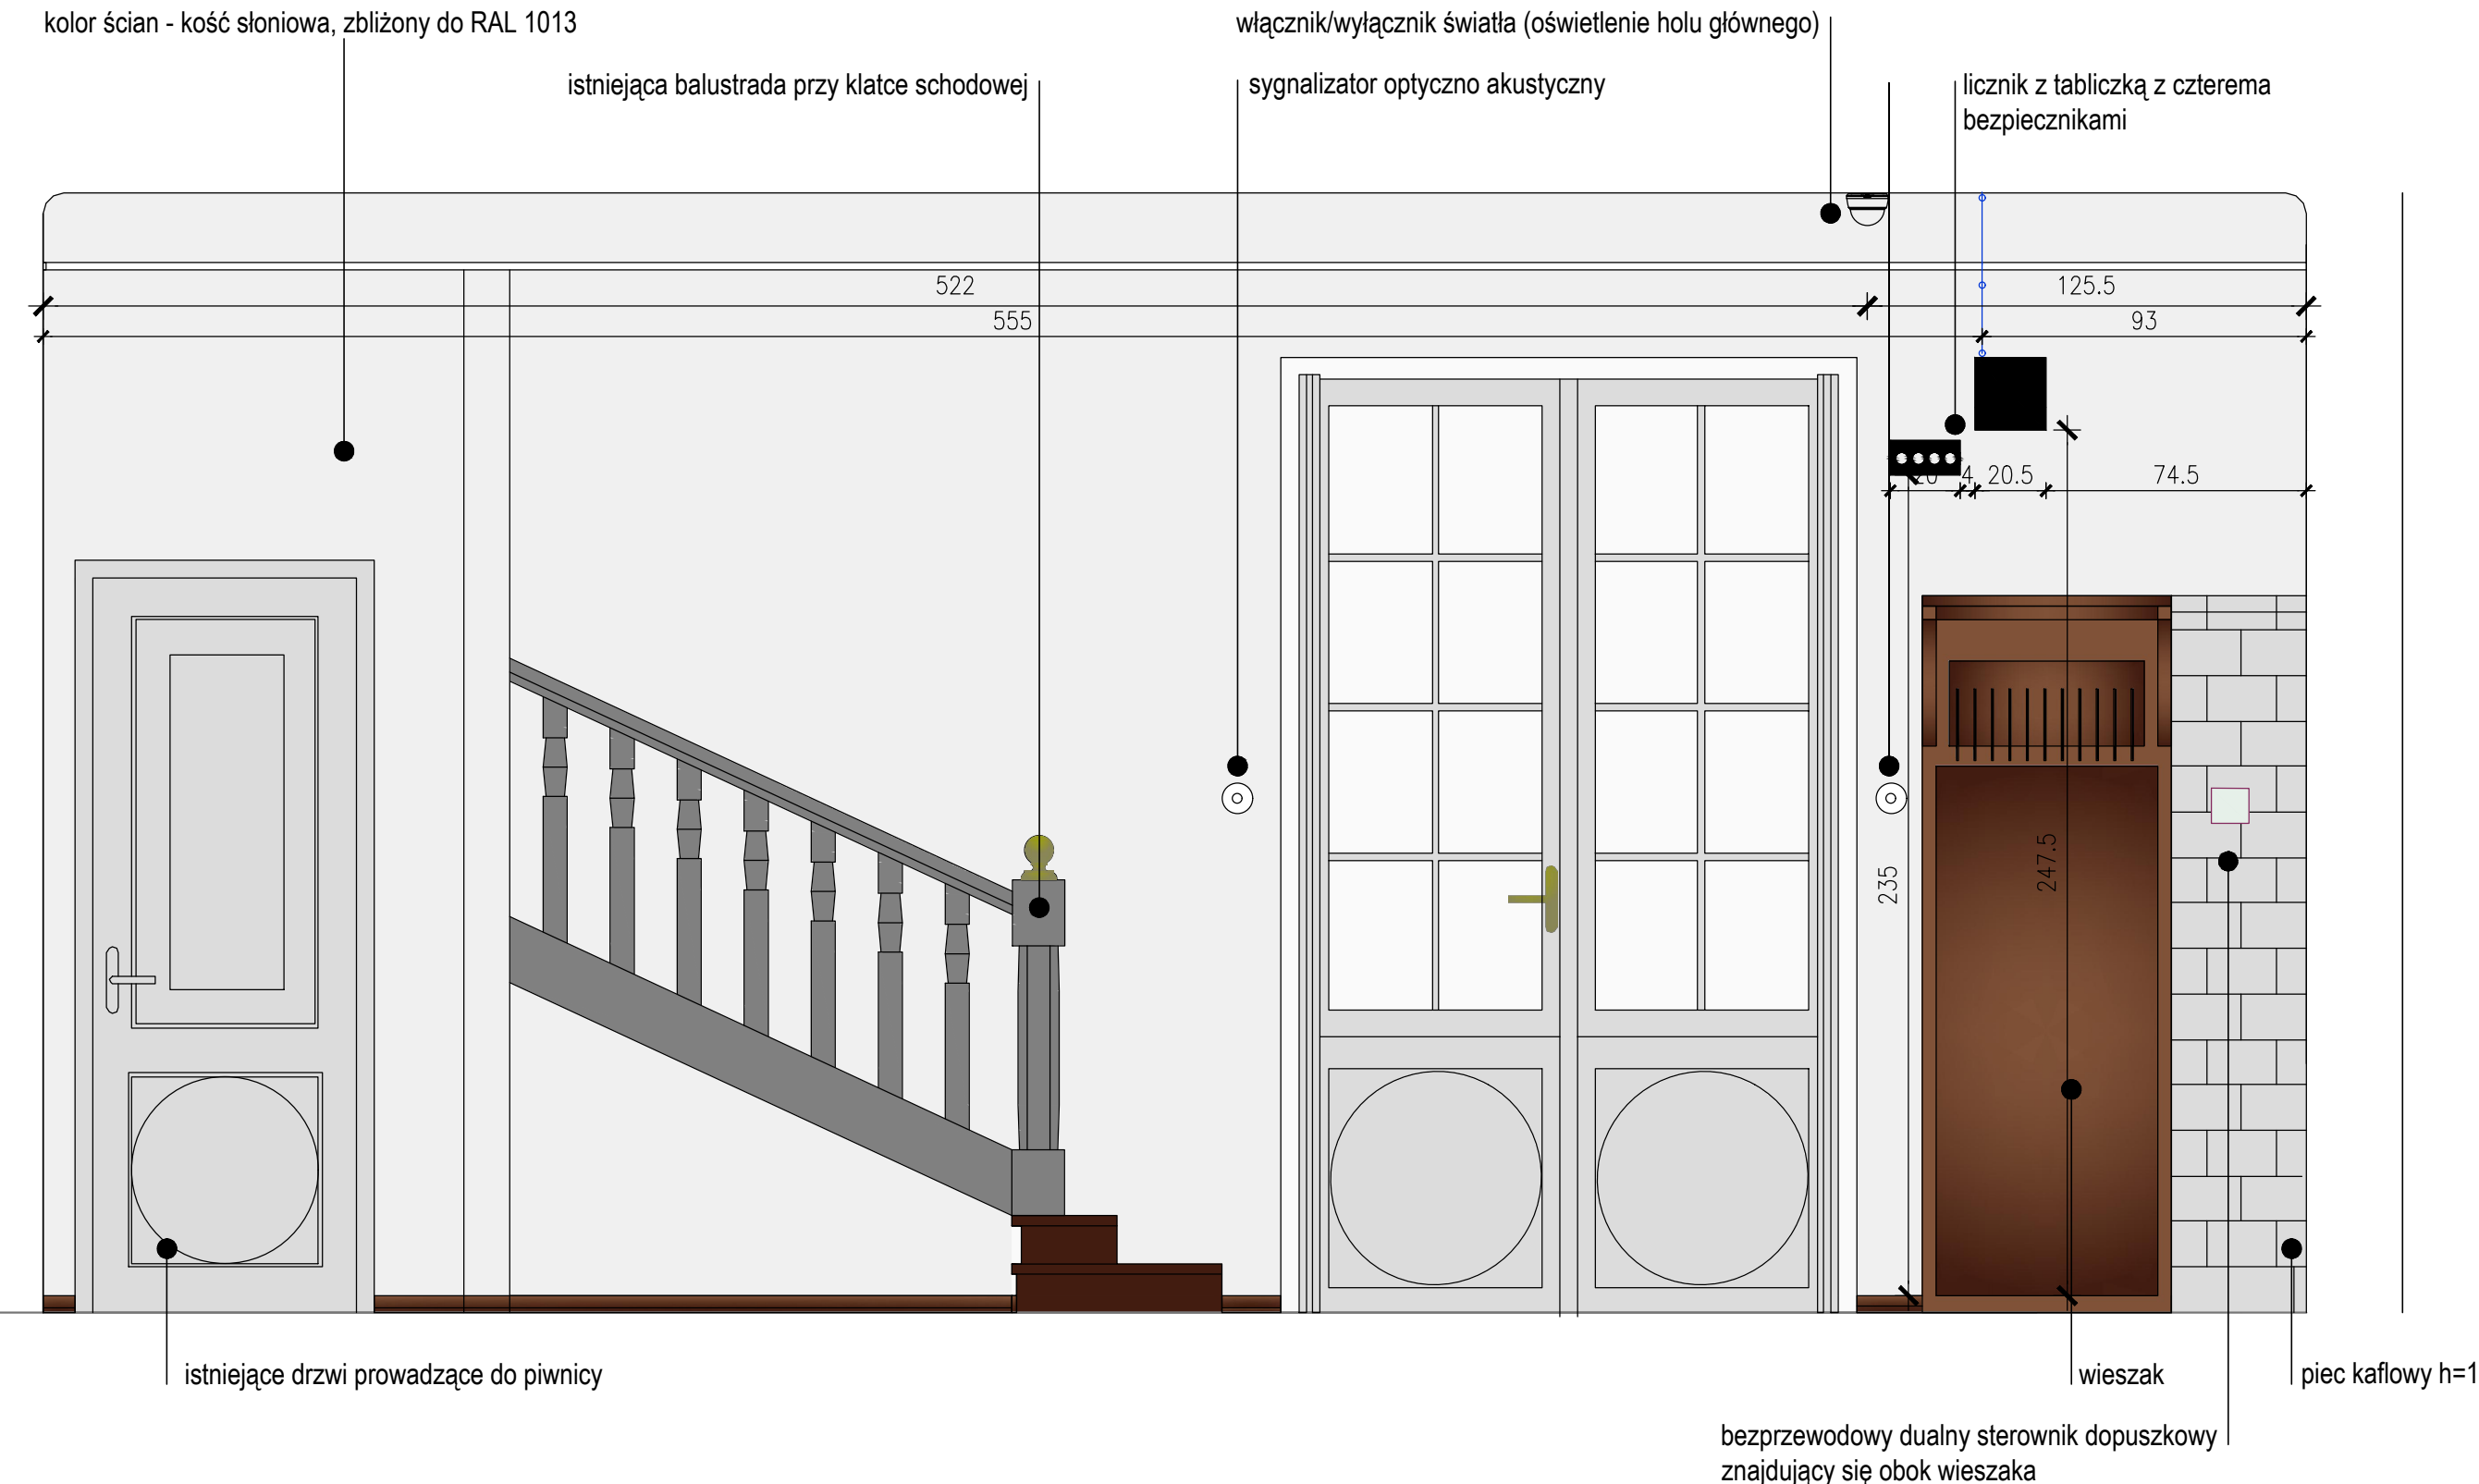 kolor ścian - kość słoniowa, zbliżony do RAL 1013
włącznik/wyłącznik światła (oświetlenie holu głównego)
istniejąca balustrada przy klatce schodowej
sygnalizator optyczno akustyczny
licznik z tabliczką z czterema
bezpiecznikami
522
125.5
555
93
20
4
20.5
74.5
235
247.5
istniejące drzwi prowadzące do piwnicy
wieszak
piec kaflowy h=1
bezprzewodowy dualny sterownik dopuszkowy
znajdujący się obok wieszaka